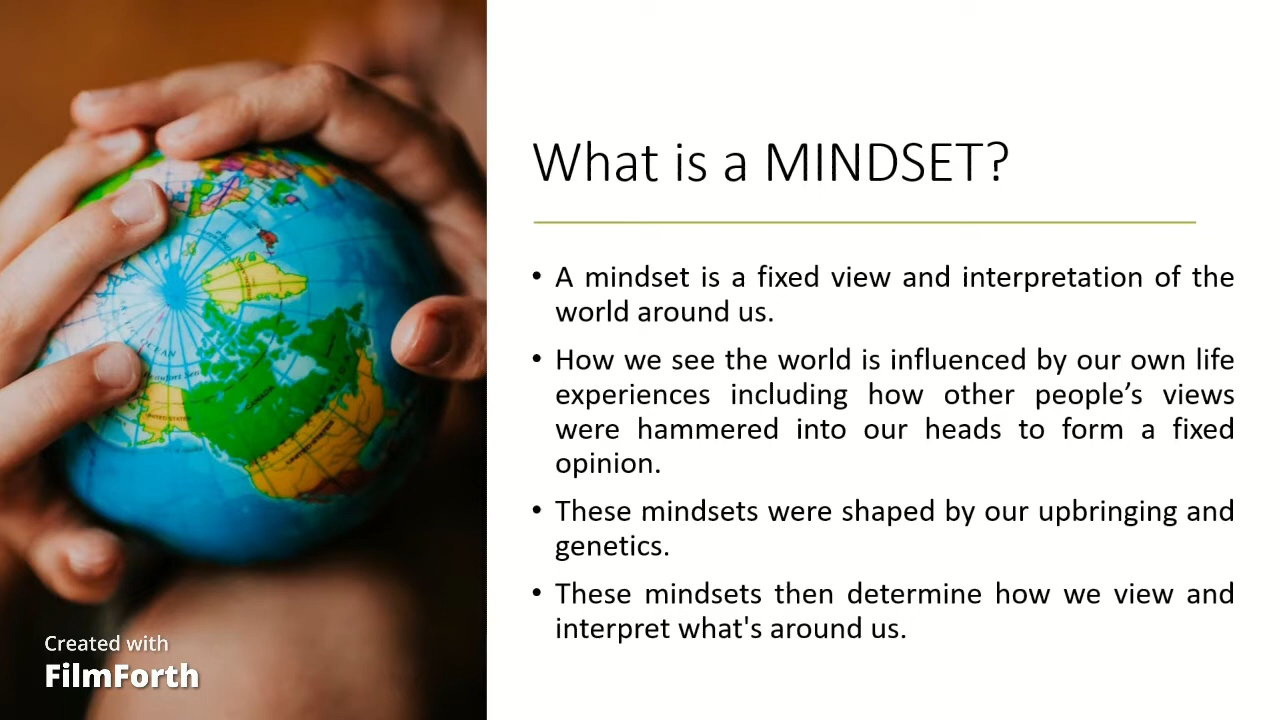 What is a MINDSET?
• A mindset is a fixed view and interpretation of the
world around us.
• How we see the world is influenced by our own life
experiences including how other people’s views
were hammered into our heads to form a fixed
opinion.
• These mindsets were shaped by our upbringing and
genetics.
• These mindsets then determine how we view and
interpret what's around us.
CANADA
Created with
FilmForth